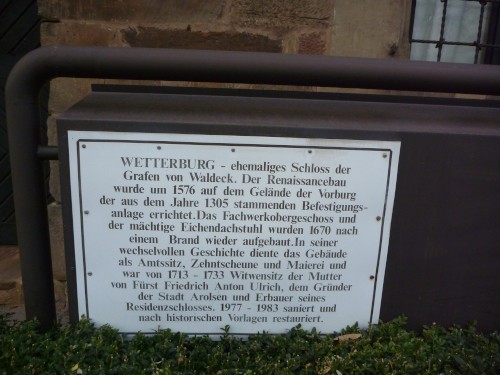 WETTERBURG - ehemaliges Schloss der
Grafen von Waldeck. Der Renaissancebau
wurde um 1576 auf dem Gelände der Vorburg
der aus dem Jahre 1305 stammenden Befestigungs-
anlage errichtet.Das Fachwerkobergeschoss und
der mächtige Eichendachstuhl wurden 1670 nach
einem Brand wieder aufgebaut.In seiner
wechselvollen Geschichte diente das Gebäude
als Amtssitz, Zehntscheune und Maierei und
war von 1713 - 1733 Witwensitz der Mutter
von Fürst Friedrich Anton Ulrich, dem Gründer
der Stadt Arolsen und Erbauer seines
Residenzschlosses. 1977 - 1983 saniert und
nach historischen Vorlagen restauriert.